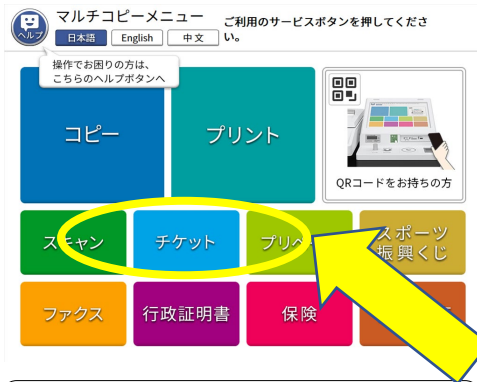 マルチコピーメニュー
ご利用のサービスボタンを押してください。
ヘルプ
日本語 English 中文
操作でお困りの方は、
こちらのヘルプボタンへ
コピー
プリント
QRコードをお持ちの方
スキャン
チケット
プリペ
スポーツ
振興くじ
ファクス
行政証明書
保険